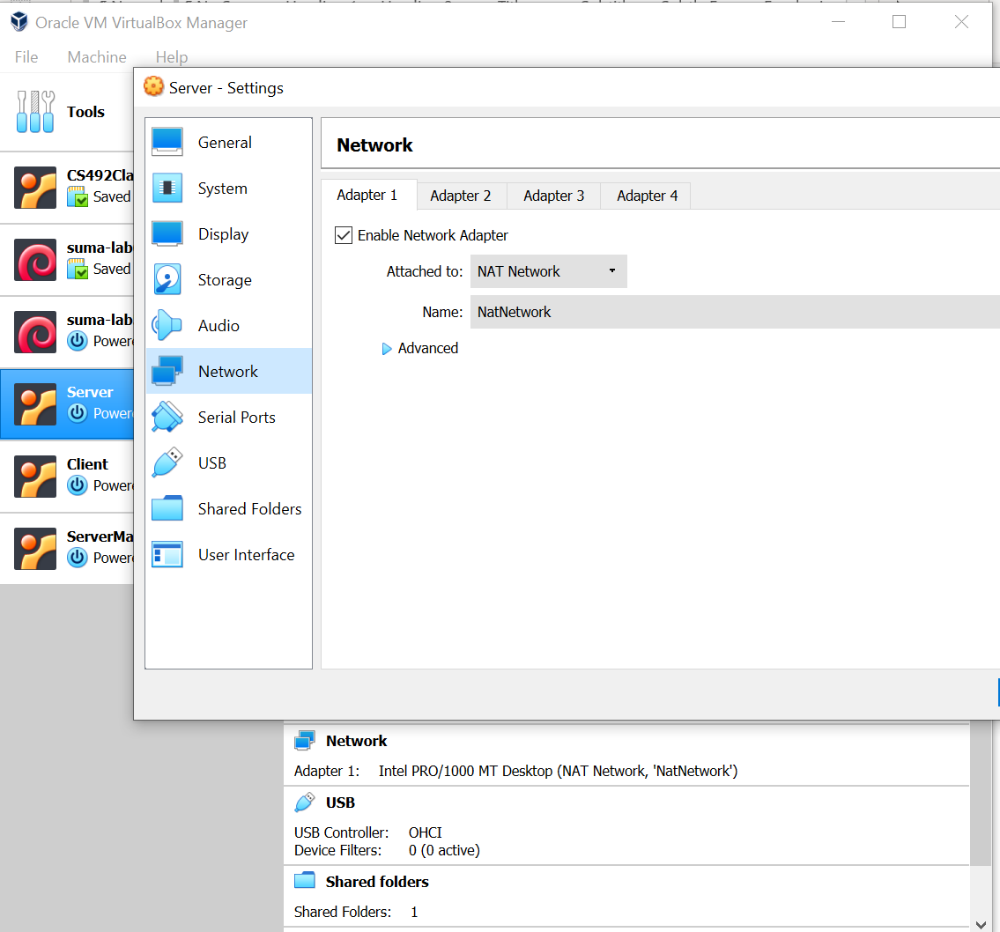 Oracle VM VirtualBox Manager
File Machine Help
Tools
CS492Cla
Saved
suma-lab
Saved
suma-lab
Powere
Server
Powere
Client
Powere
ServerMa
Powere
Server - Settings
General
System
Display
Storage
Audio
Network
Serial Ports
USB
Shared Folders
User Interface
Network
Adapter 1 Adapter 2 Adapter 3 Adapter 4
Enable Network Adapter
Attached to: NAT Network
Name: NatNetwork
Advanced
Network
Adapter 1: Intel PRO/1000 MT Desktop (NAT Network, 'NatNetwork')
USB
USB Controller: OHCI
Device Filters: 0 (0 active)
Shared folders
Shared Folders: 1